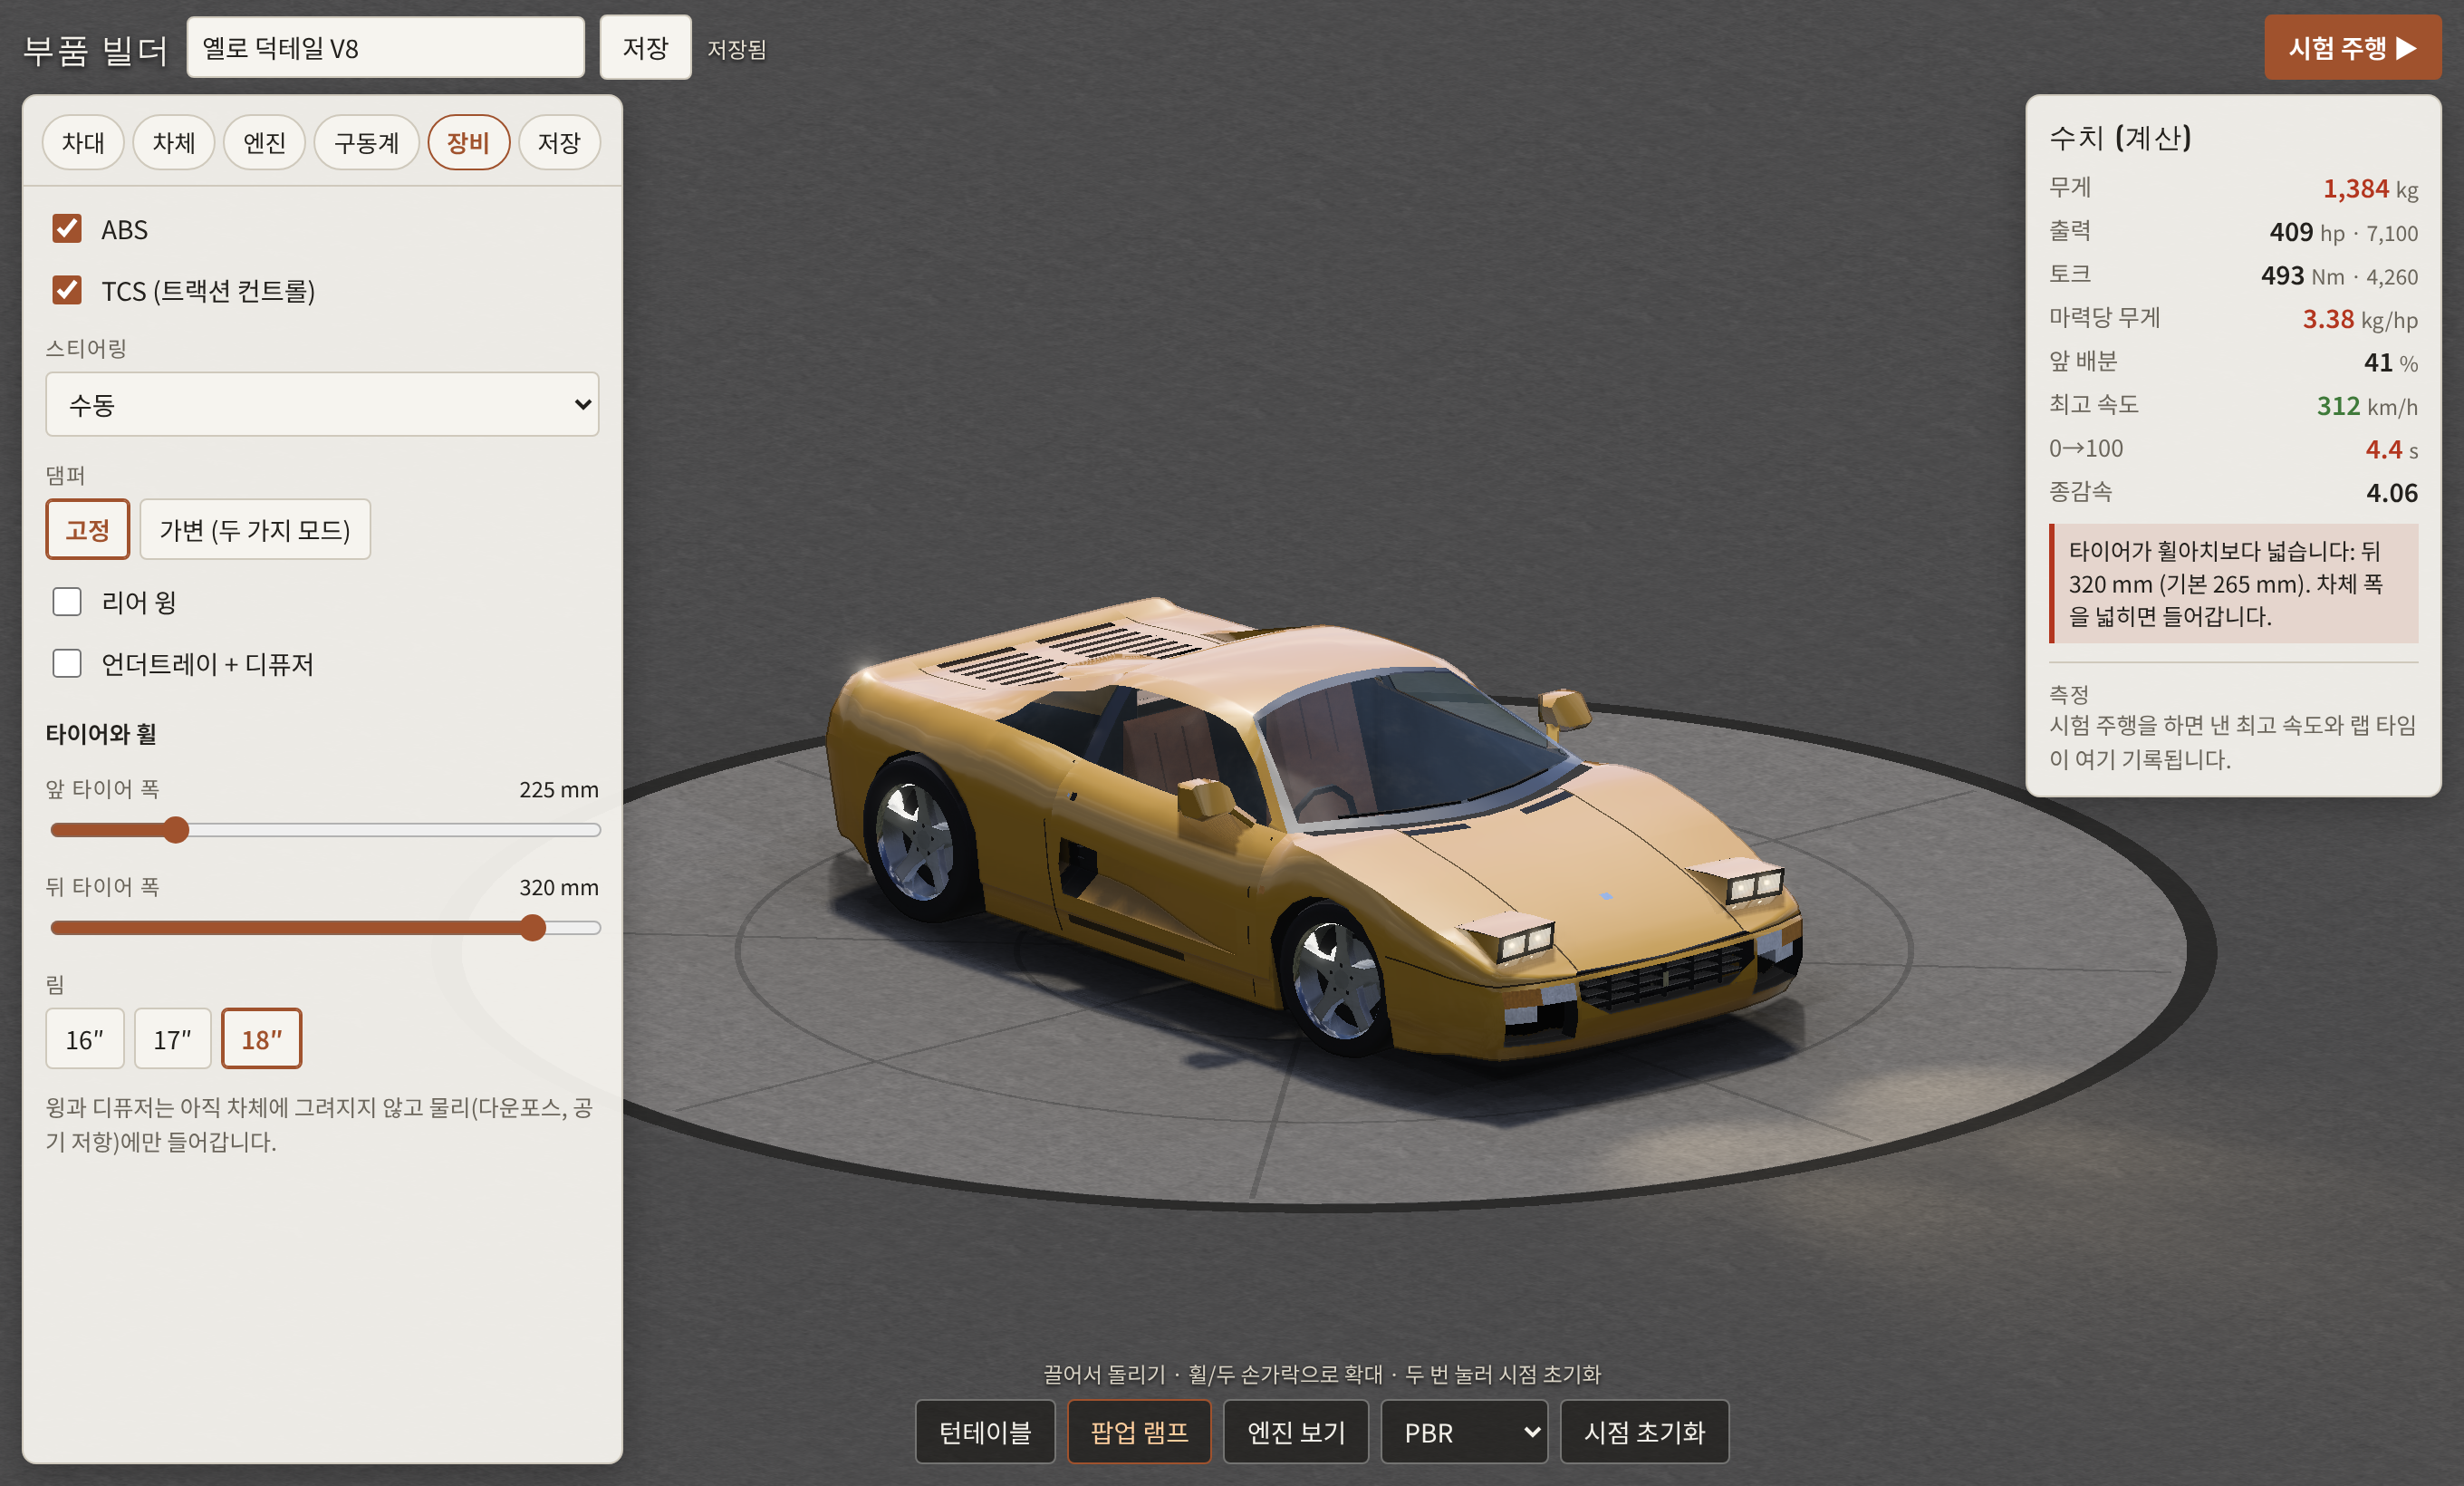 부품 빌더
옐로 덕테일 V8
저장
저장됨
시험 주행 ▶
차대
차체
엔진
구동계
장비
저장
ABS
TCS (트랙션 컨트롤)
스티어링
수동
댐퍼
고정
가변 (두 가지 모드)
리어 윙
언더트레이 + 디퓨저
타이어와 휠
앞 타이어 폭 225 mm
뒤 타이어 폭 320 mm
림
16″
17″
18″
윙과 디퓨저는 아직 차체에 그려지지 않고 물리(다운포스, 공
기 저항)에만 들어갑니다.
수치 (계산)
무게 1,384 kg
출력 409 hp · 7,100
토크 493 Nm · 4,260
마력당 무게 3.38 kg/hp
앞 배분 41 %
최고 속도 312 km/h
0→100 4.4 s
종감속 4.06
타이어가 휠아치보다 넓습니다: 뒤
320 mm (기본 265 mm). 차체 폭
을 넓히면 들어갑니다.
측정
시험 주행을 하면 낸 최고 속도와 랩 타임
이 여기 기록됩니다.
끌어서 돌리기 · 휠/두 손가락으로 확대 · 두 번 눌러 시점 초기화
턴테이블
팝업 램프
엔진 보기
PBR
시점 초기화